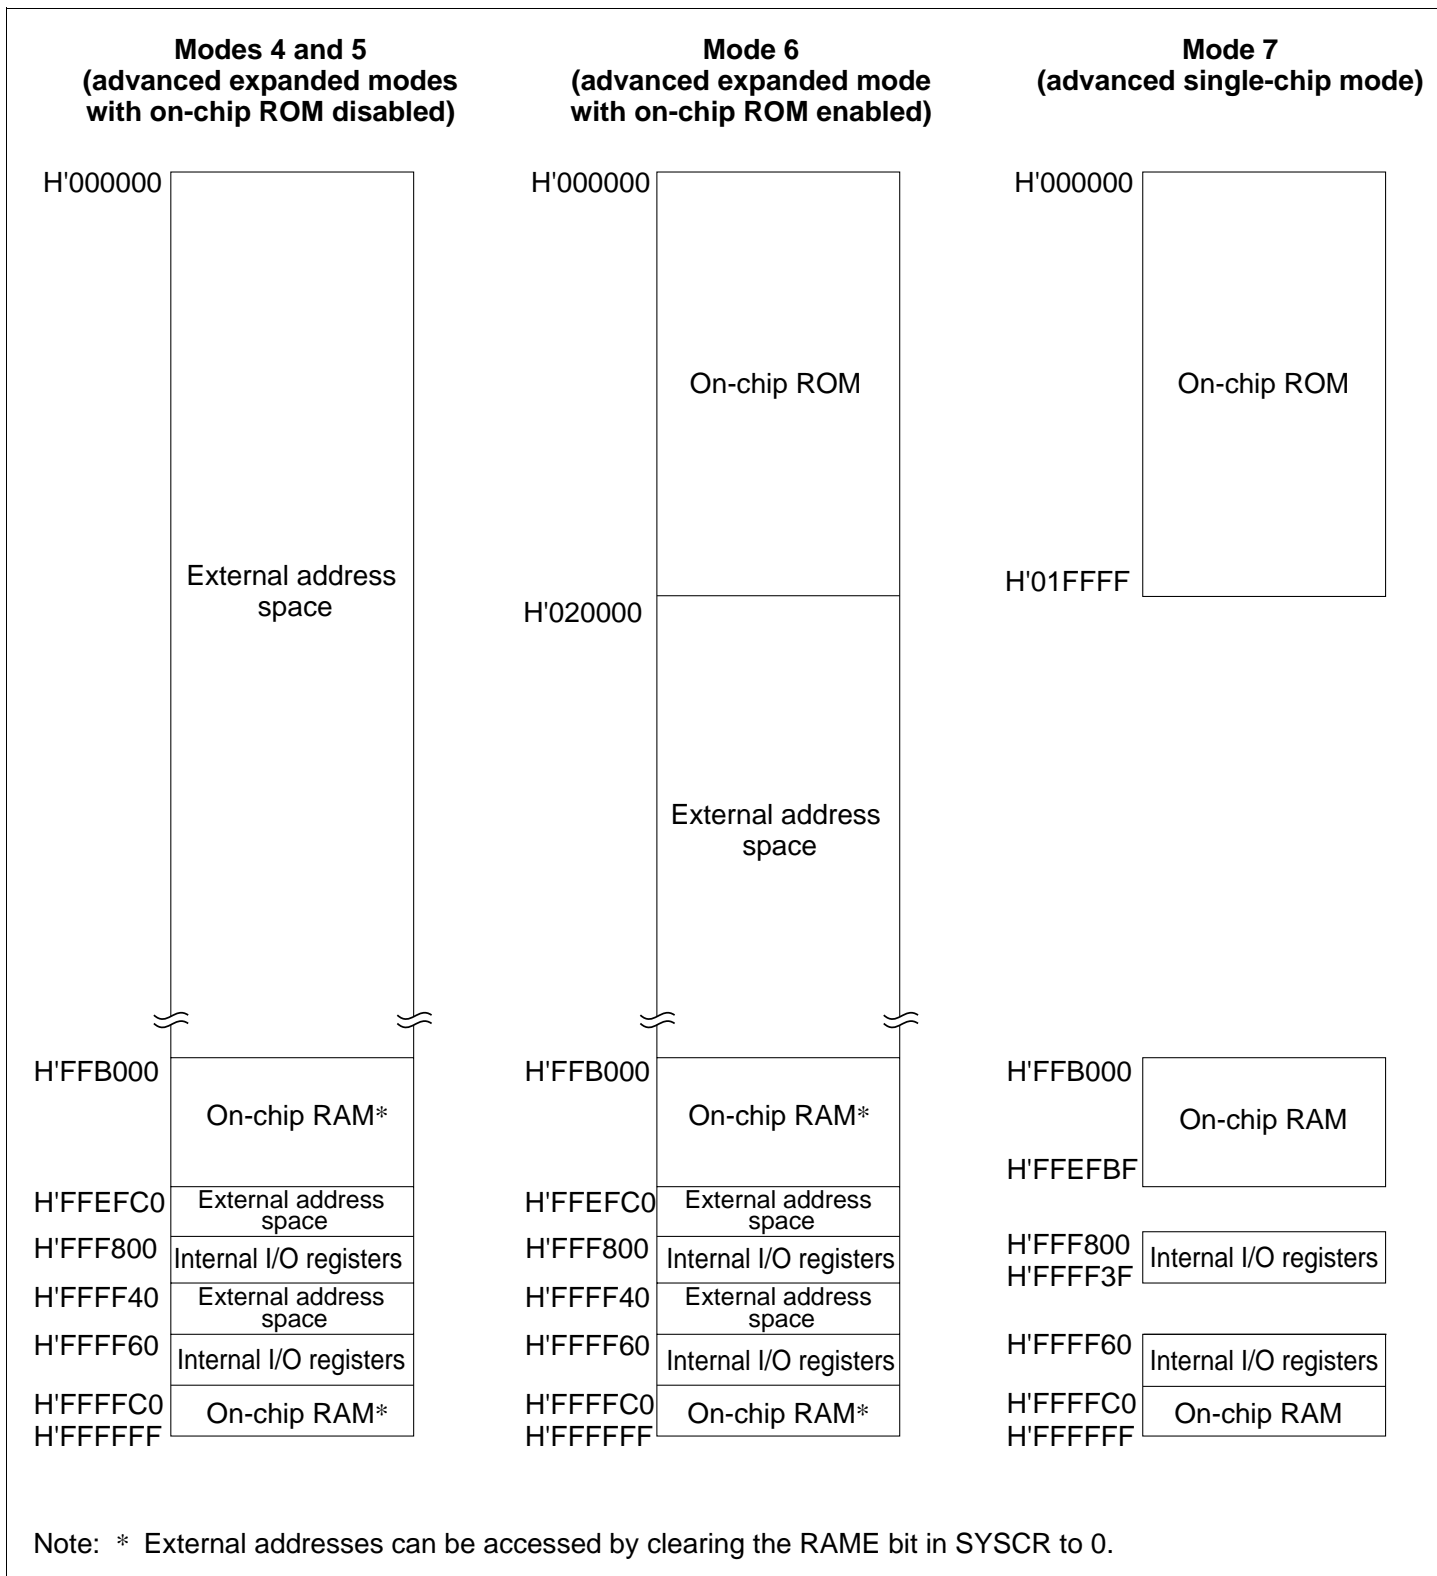 Modes 4 and 5
(advanced expanded modes
with on-chip ROM disabled)
H'000000
External address
space
H'FFB000
On-chip RAM*
H'FFEFC0
External address
space
H'FFF800
Internal I/O registers
H'FFFF40
External address
space
H'FFFF60
Internal I/O registers
H'FFFFC0
On-chip RAM*
H'FFFFFF
Mode 6
(advanced expanded mode
with on-chip ROM enabled)
H'000000
On-chip ROM
H'020000
External address
space
H'FFB000
On-chip RAM*
H'FFEFC0
External address
space
H'FFF800
Internal I/O registers
H'FFFF40
External address
space
H'FFFF60
Internal I/O registers
H'FFFFC0
On-chip RAM*
H'FFFFFF
Mode 7
(advanced single-chip mode)
H'000000
On-chip ROM
H'01FFFF
H'FFB000
On-chip RAM
H'FFEFBF
H'FFF800
Internal I/O registers
H'FFFF3F
H'FFFF60
Internal I/O registers
H'FFFFC0
On-chip RAM
H'FFFFFF
Note: * External addresses can be accessed by clearing the RAME bit in SYSCR to 0.